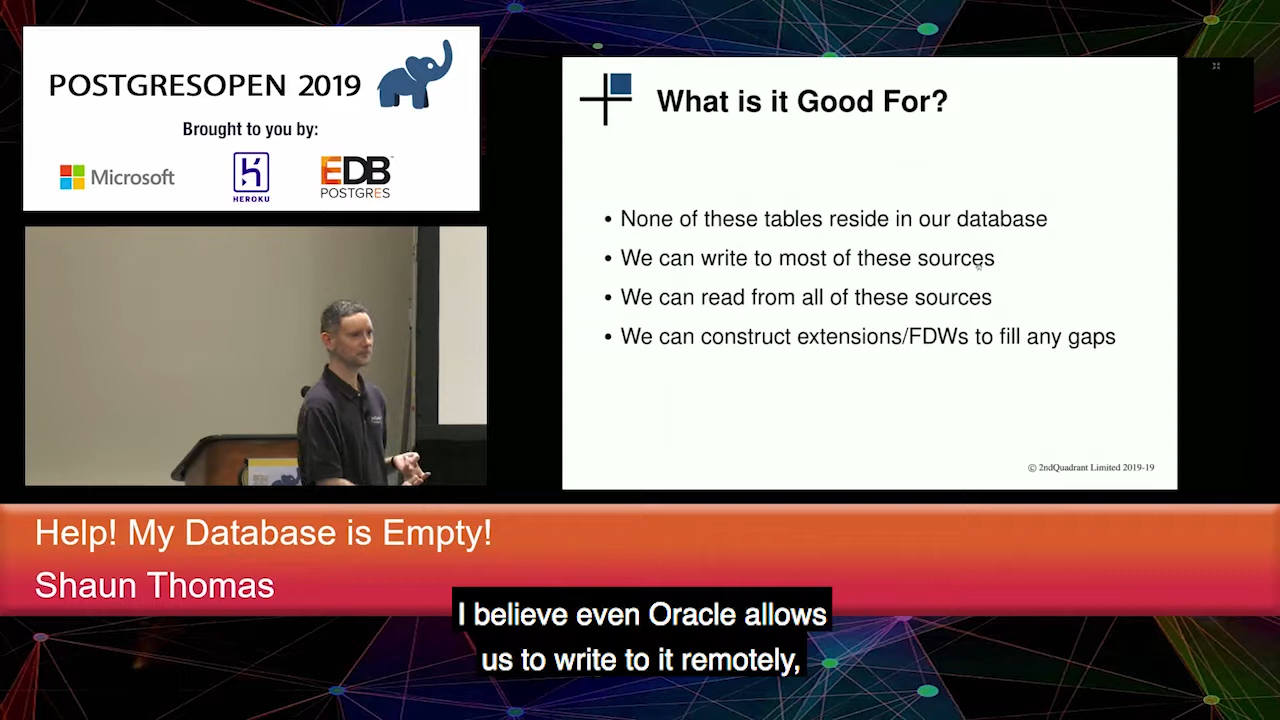 POSTGRESOPEN 2019
Brought to you by:
Microsoft
HEROKU
EDB
POSTGRES
What is it Good For?
• None of these tables reside in our database
• We can write to most of these sources
• We can read from all of these sources
• We can construct extensions/FDWs to fill any gaps
© 2ndQuadrant Limited 2019-19
Help! My Database is Empty!
Shaun Thomas
I believe even Oracle allows
us to write to it remotely,